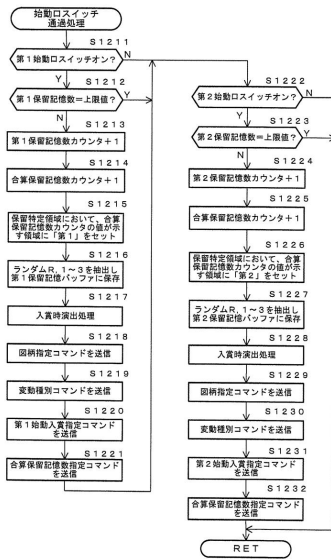 始動口スイッチ
通過処理
S1211
第1始動口スイッチオン?
N
Y
S1212
第1保留記憶数=上限値?
Y
N
S1213
第1保留記憶数カウンタ+1
S1214
合算保留記憶数カウンタ+1
S1215
保留特定領域において、合算
保留記憶数カウンタの値が示
す領域に「第1」をセット
S1216
ランダムR,1~3を抽出し
第1保留記憶バッファに保存
S1217
入賞時演出処理
S1218
図柄指定コマンドを送信
S1219
変動種別コマンドを送信
S1220
第1始動入賞指定コマンド
を送信
S1221
合算保留記憶数指定コマンド
を送信
S1222
第2始動口スイッチオン?
N
Y
S1223
第2保留記憶数=上限値?
Y
N
S1224
第2保留記憶数カウンタ+1
S1225
合算保留記憶数カウンタ+1
S1226
保留特定領域において、合算
保留記憶数カウンタの値が示
す領域に「第2」をセット
S1227
ランダムR,1~3を抽出し
第2保留記憶バッファに保存
S1228
入賞時演出処理
S1229
図柄指定コマンドを送信
S1230
変動種別コマンドを送信
S1231
第2始動入賞指定コマンド
を送信
S1232
合算保留記憶数指定コマンド
を送信
RET